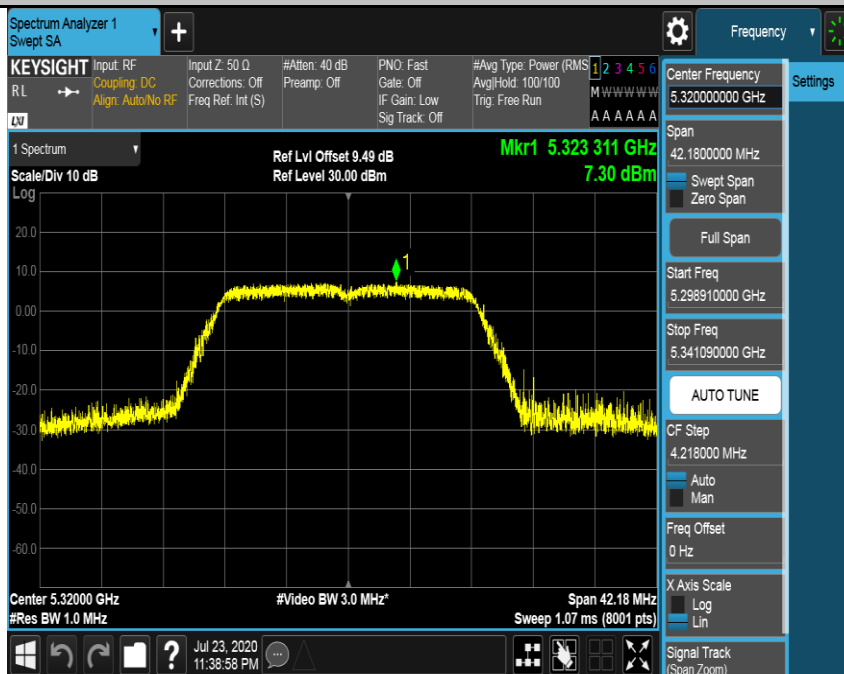 Spectrum Analyzer 1
Swept SA
+
Frequency
KEYSIGHT
RL
LXI
Input: RF
Coupling: DC
Align: Auto/No RF
Input Z: 50 Ω
Corrections: Off
Freq Ref: Int (S)
#Atten: 40 dB
Preamp: Off
PNO: Fast
Gate: Off
IF Gain: Low
Sig Track: Off
#Avg Type: Power (RMS
Avg|Hold: 100/100
Trig: Free Run
1 2 3 4 5 6
M W W W W W
A A A A A A
1 Spectrum
Scale/Div 10 dB
Log
Ref Lvl Offset 9.49 dB
Ref Level 30.00 dBm
Mkr1 5.323 311 GHz
7.30 dBm
20.0
10.0
0.00
-10.0
-20.0
-30.0
-40.0
-50.0
-60.0
1
Center 5.32000 GHz
#Res BW 1.0 MHz
#Video BW 3.0 MHz*
Span 42.18 MHz
Sweep 1.07 ms (8001 pts)
?
Jul 23, 2020
11:38:58 PM
Center Frequency
5.320000000 GHz
Settings
Span
42.1800000 MHz
Swept Span
Zero Span
Full Span
Start Freq
5.298910000 GHz
Stop Freq
5.341090000 GHz
AUTO TUNE
CF Step
4.218000 MHz
Auto
Man
Freq Offset
0 Hz
X Axis Scale
Log
Lin
Signal Track
(Span Zoom)